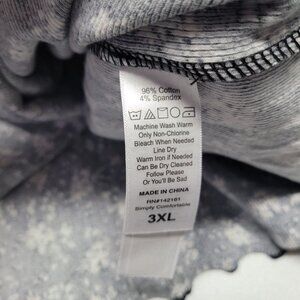 96% Cotton
4% Spandex
Machine Wash Warm
Only Non-Chlorine
Bleach When Needed
Line Dry
Warm Iron if Needed
Can Be Dry Cleaned
Follow Please
Or You'll Be Sad
MADE IN CHINA
RN#142161
Simply Comfortable
3XL